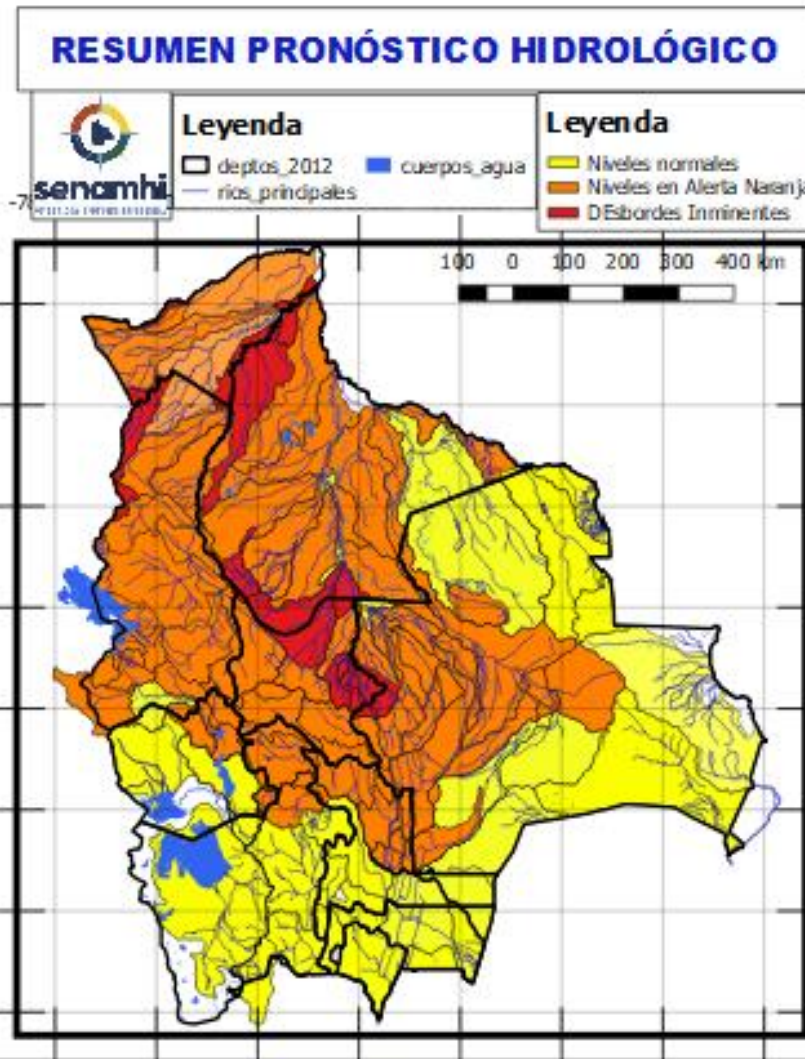 RESUMEN PRONÓSTICO HIDROLÓGICO
Leyenda
deptos_2012 cuerpos_agua
rios_principales
senamhi
Leyenda
Niveles normales
Niveles en Alerta Naranja
DEsbordes Inminentes
100 0 100 200 300 400 km